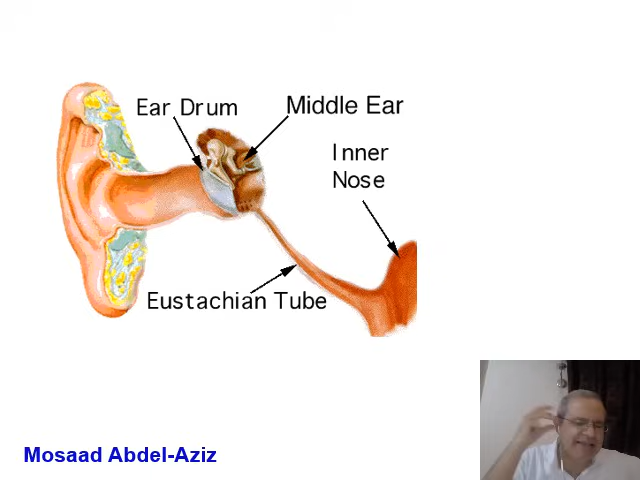 Ear Drum
Middle Ear
Inner
Nose
Eustachian Tube
Mosaad Abdel-Aziz